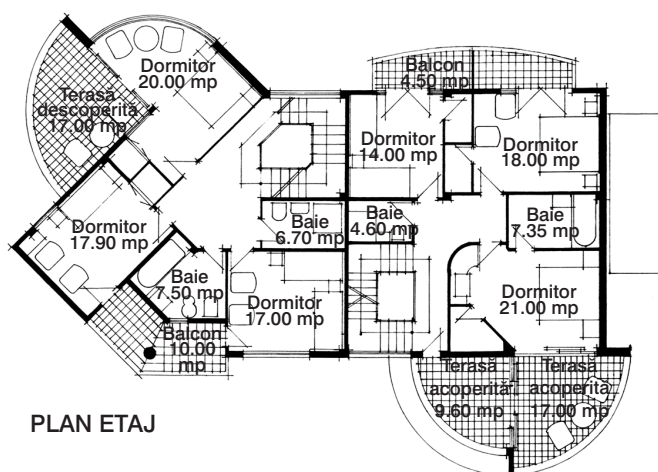 Dormitor
20.00 mp
Terasă
descoperită
17.00 mp
Balcon
4.50 mp
Dormitor
14.00 mp
Dormitor
18.00 mp
Dormitor
17.90 mp
Baie
6.70 mp
Baie
4.60 mp
Baie
7.35 mp
Baie
7.50 mp
Dormitor
17.00 mp
Dormitor
21.00 mp
Balcon
10.00
mp
Terasă
acoperită
9.60 mp
Terasă
acoperită
17.00 mp
PLAN ETAJ